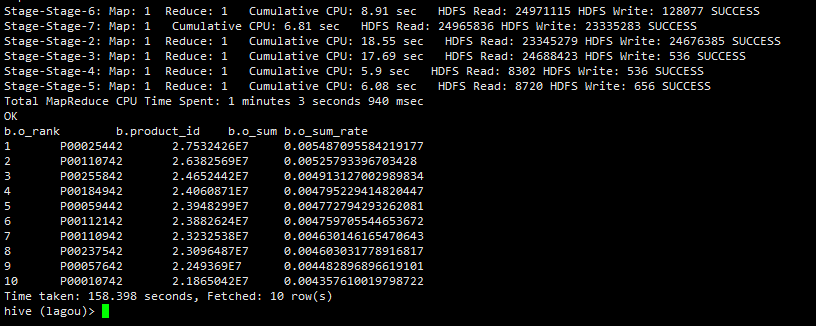 Stage-Stage-6: Map: 1  Reduce: 1   Cumulative CPU: 8.91 sec   HDFS Read: 24971115 HDFS Write: 128077 SUCCESS
Stage-Stage-7: Map: 1   Cumulative CPU: 6.81 sec   HDFS Read: 24965836 HDFS Write: 23335283 SUCCESS
Stage-Stage-2: Map: 1  Reduce: 1   Cumulative CPU: 18.55 sec   HDFS Read: 23345279 HDFS Write: 24676385 SUCCESS
Stage-Stage-3: Map: 1  Reduce: 1   Cumulative CPU: 17.69 sec   HDFS Read: 24688423 HDFS Write: 536 SUCCESS
Stage-Stage-4: Map: 1  Reduce: 1   Cumulative CPU: 5.9 sec   HDFS Read: 8302 HDFS Write: 536 SUCCESS
Stage-Stage-5: Map: 1  Reduce: 1   Cumulative CPU: 6.08 sec   HDFS Read: 8720 HDFS Write: 656 SUCCESS
Total MapReduce CPU Time Spent: 1 minutes 3 seconds 940 msec
OK
b.o_rank        b.product_id    b.o_sum b.o_sum_rate
1       P00025442       2.7532426E7     0.005487095584219177
2       P00110742       2.6382569E7     0.00525793396703428
3       P00255842       2.4652442E7     0.004913127002989834
4       P00184942       2.4060871E7     0.004795229414820447
5       P00059442       2.3948299E7     0.004772794293262081
6       P00112142       2.3882624E7     0.004759705544653672
7       P00110942       2.3232538E7     0.004630146165470643
8       P00237542       2.3096487E7     0.004603031778916817
9       P00057642       2.249369E7      0.004482896896619101
10      P00010742       2.1865042E7     0.004357610019798722
Time taken: 158.398 seconds, Fetched: 10 row(s)
hive (lagou)>